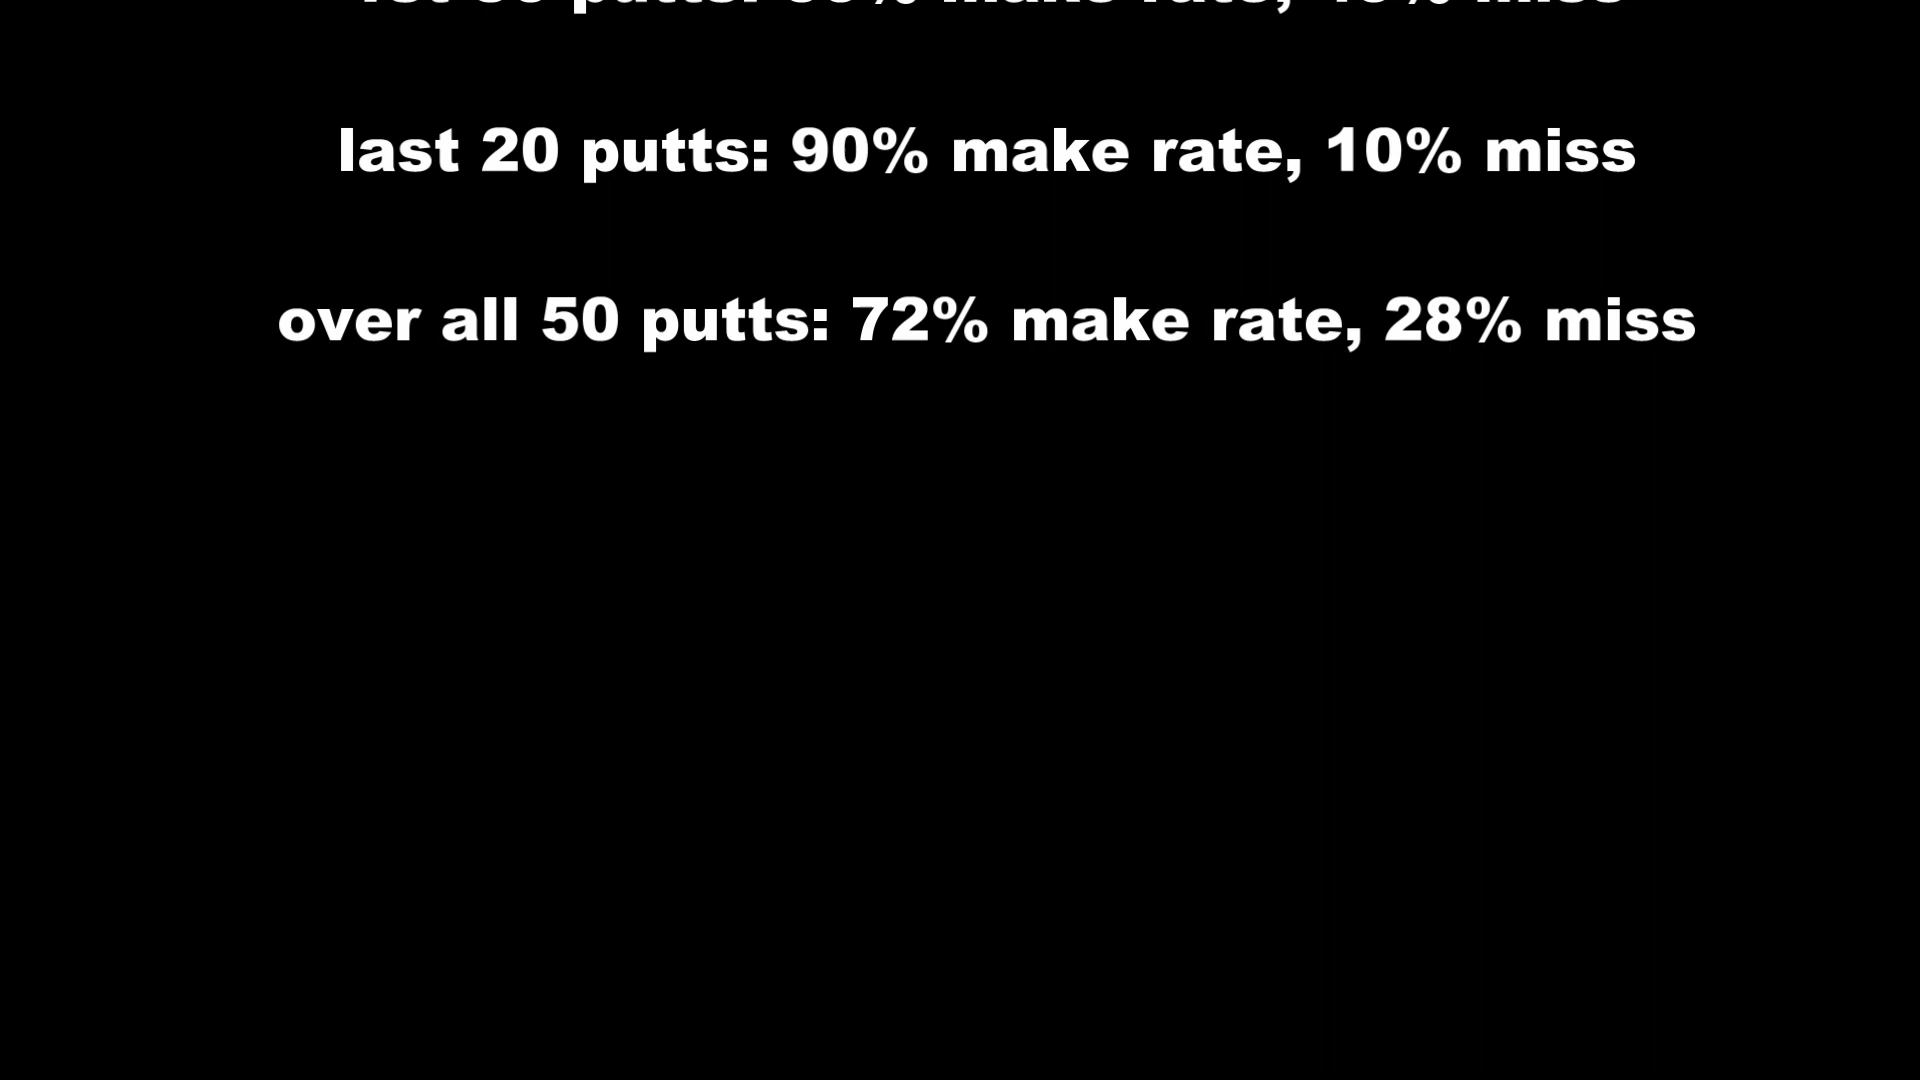 last 20 putts: 90% make rate, 10% miss
over all 50 putts: 72% make rate, 28% miss